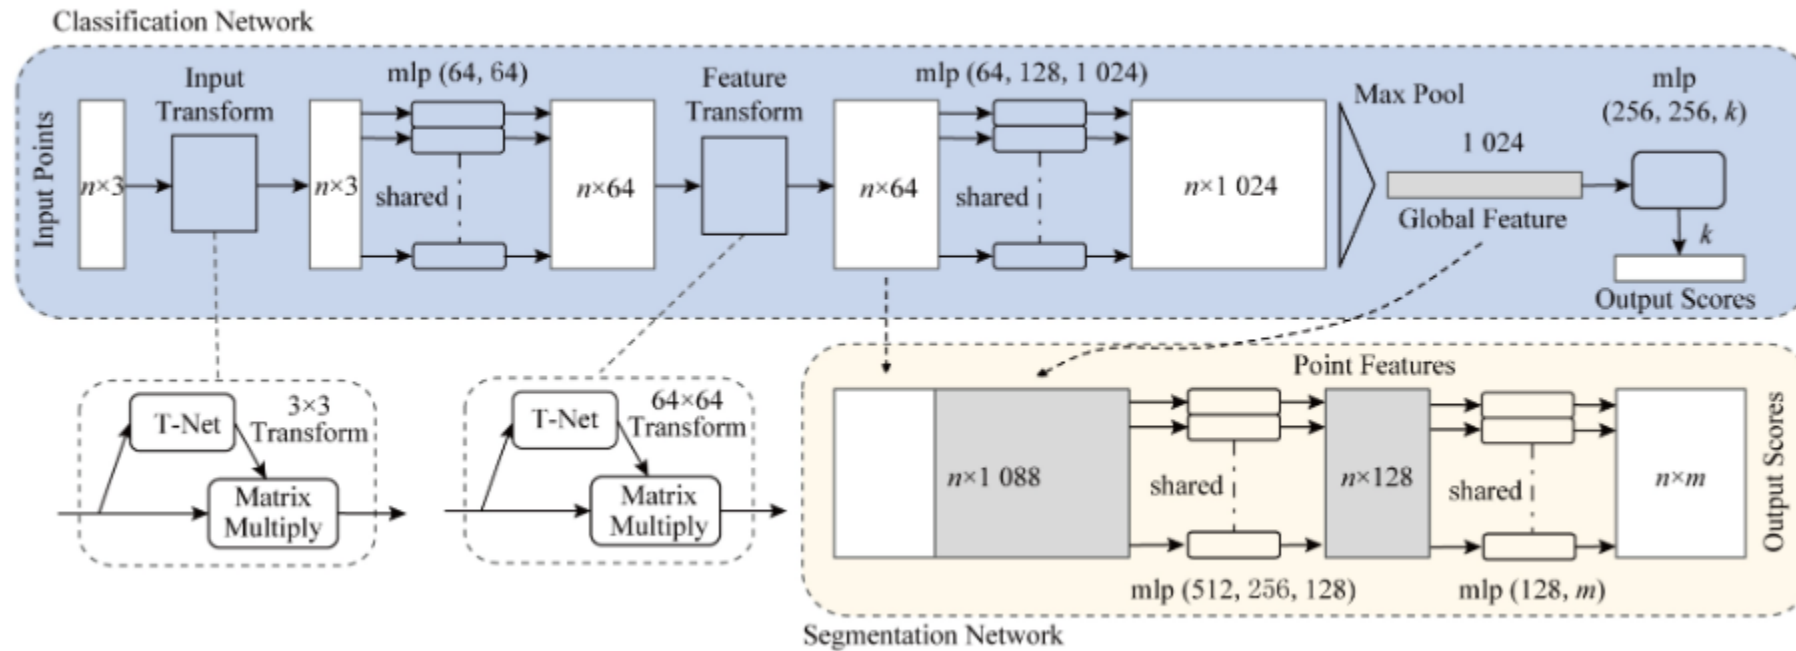 Classification Network
Input Points
n×3
Input
Transform
n×3
mlp (64, 64)
shared
n×64
Feature
Transform
n×64
mlp (64, 128, 1 024)
shared
n×1 024
Max Pool
1 024
Global Feature
mlp
(256, 256, k)
k
Output Scores
T-Net
3×3
Transform
Matrix
Multiply
T-Net
64×64
Transform
Matrix
Multiply
Point Features
n×1 088
shared
mlp (512, 256, 128)
n×128
shared
mlp (128, m)
n×m
Output Scores
Segmentation Network